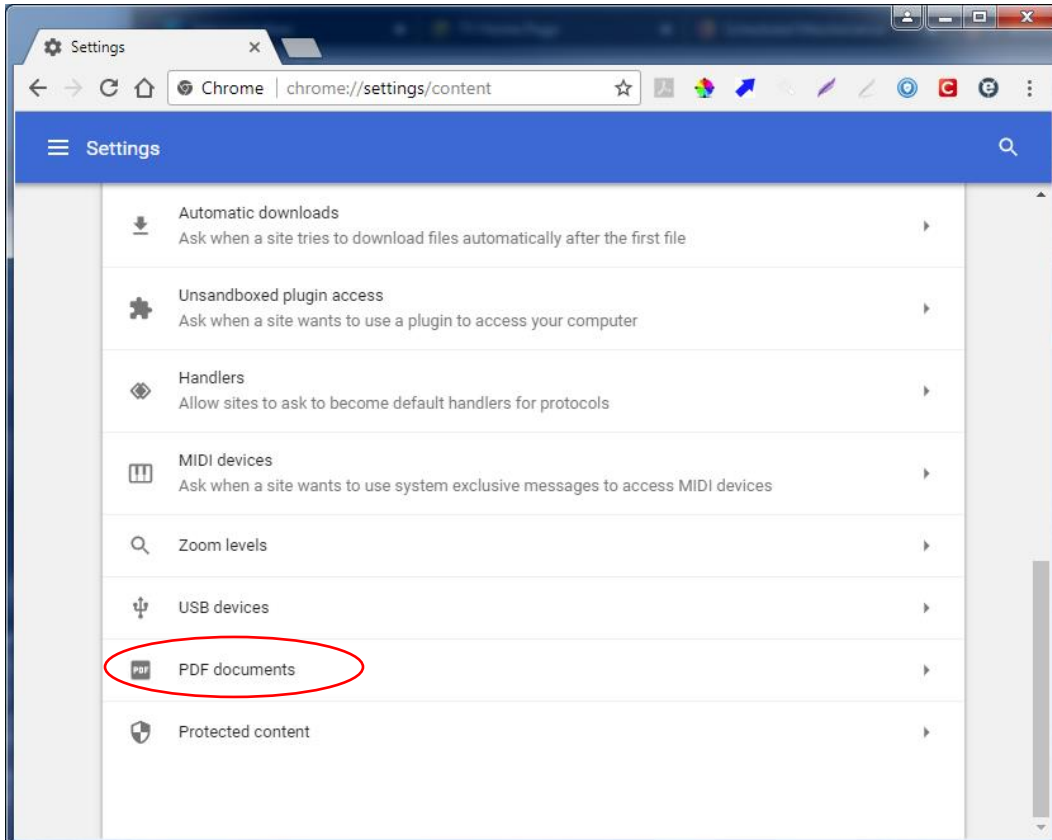 Settings
Chrome | chrome://settings/content
Settings
Automatic downloads
Ask when a site tries to download files automatically after the first file
Unsandboxed plugin access
Ask when a site wants to use a plugin to access your computer
Handlers
Allow sites to ask to become default handlers for protocols
MIDI devices
Ask when a site wants to use system exclusive messages to access MIDI devices
Zoom levels
USB devices
PDF
PDF documents
Protected content